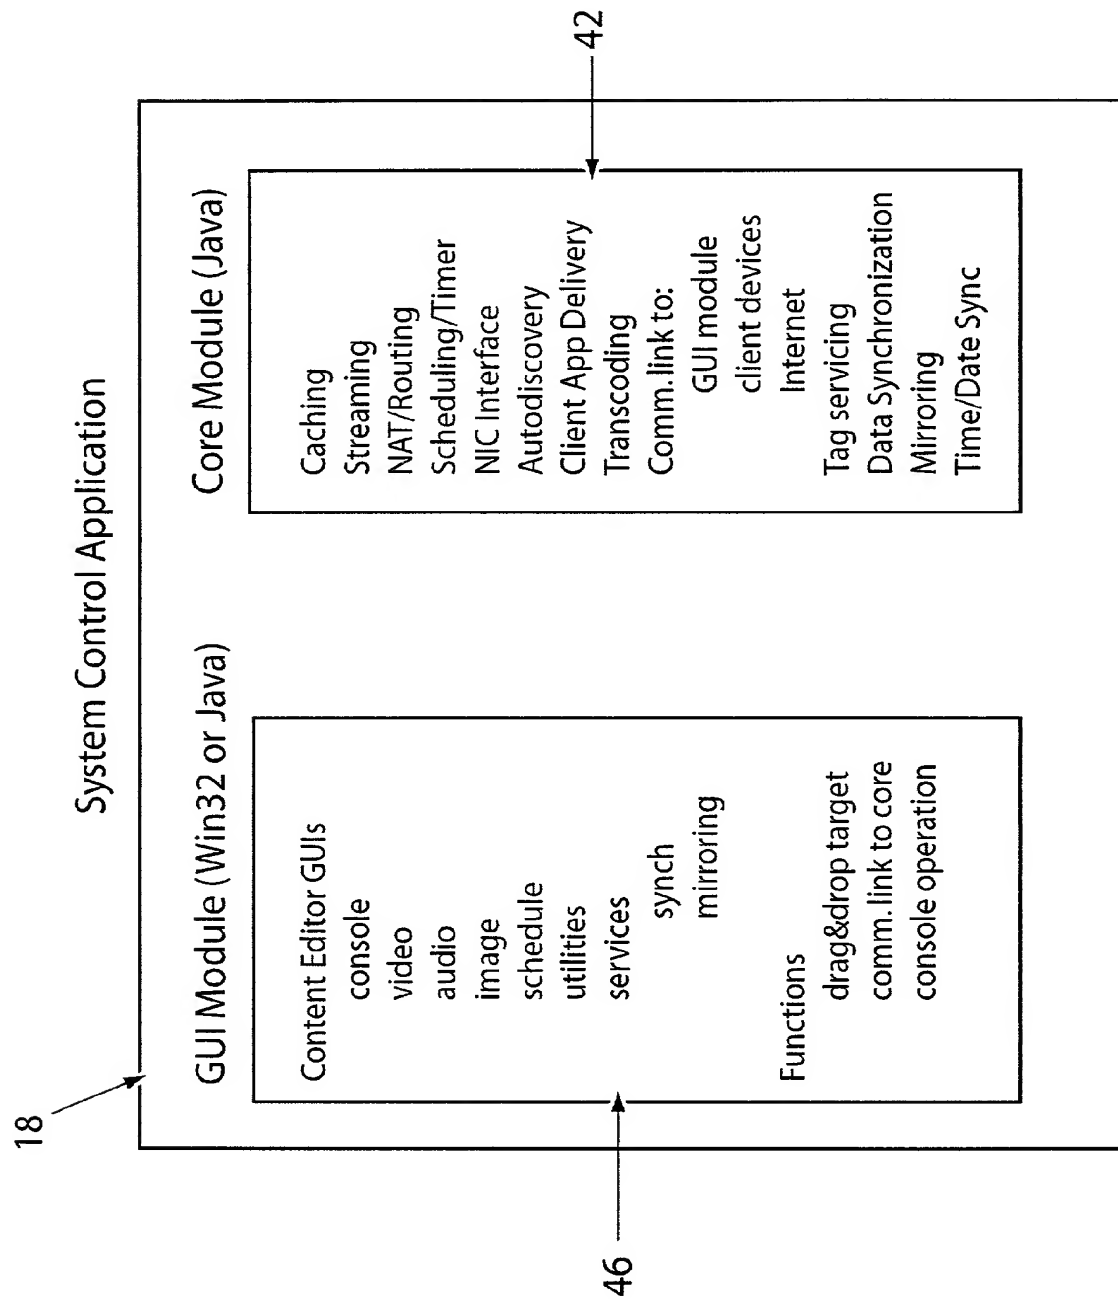 System Control Application
18
GUI Module (Win32 or Java)
Content Editor GUIs
console
video
audio
image
schedule
utilities
services
synch
mirroring
Functions
drag&drop target
comm.link to core
console operation
46
Core Module (Java)
Caching
Streaming
NAT/Routing
Scheduling/Timer
NIC Interface
Autodiscovery
Client App Delivery
Transcoding
Comm.link to:
GUI module
client devices
Internet
Tag servicing
Data Synchronization
Mirroring
Time/Date Sync
42